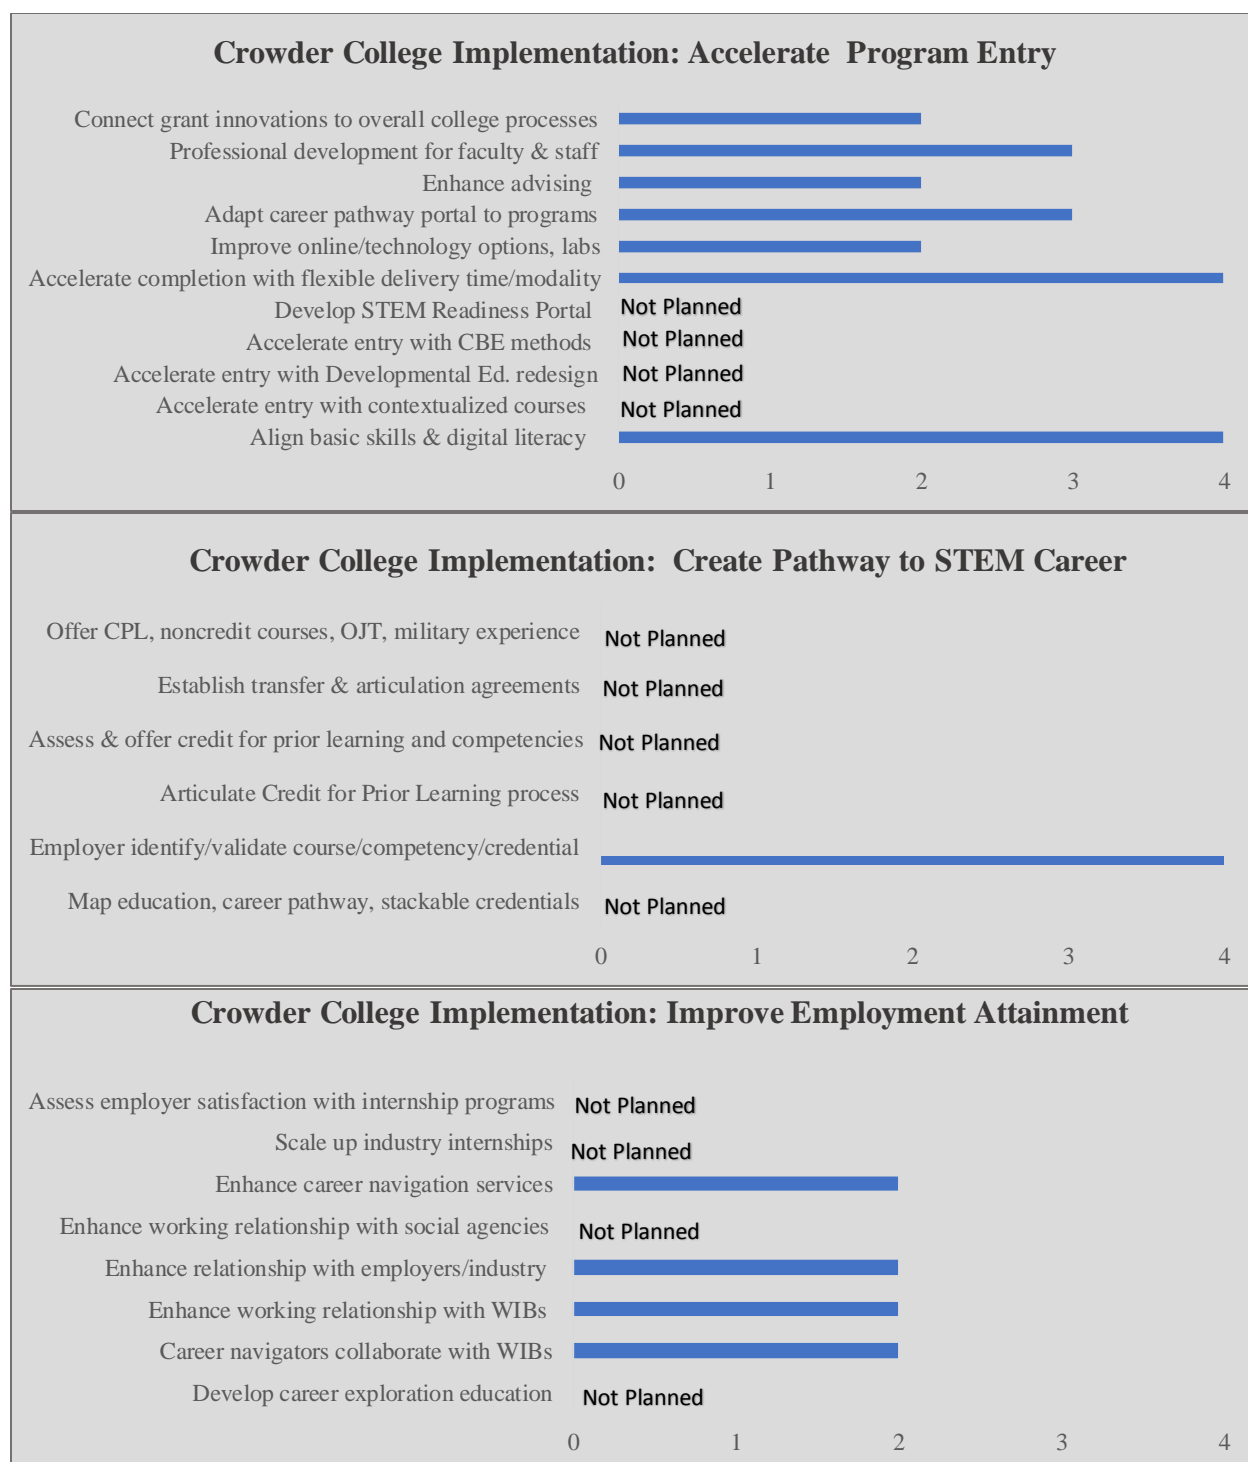 Crowder College Implementation: Accelerate Program Entry
Connect grant innovations to overall college processes
Professional development for faculty & staff
Enhance advising
Adapt career pathway portal to programs
Improve online/technology options, labs
Accelerate completion with flexible delivery time/modality
Develop STEM Readiness Portal Not Planned
Accelerate entry with CBE methods Not Planned
Accelerate entry with Developmental Ed. redesign Not Planned
Accelerate entry with contextualized courses Not Planned
Align basic skills & digital literacy
0 1 2 3 4
Crowder College Implementation: Create Pathway to STEM Career
Offer CPL, noncredit courses, OJT, military experience Not Planned
Establish transfer & articulation agreements Not Planned
Assess & offer credit for prior learning and competencies Not Planned
Articulate Credit for Prior Learning process Not Planned
Employer identify/validate course/competency/credential
Map education, career pathway, stackable credentials Not Planned
0 1 2 3 4
Crowder College Implementation: Improve Employment Attainment
Assess employer satisfaction with internship programs Not Planned
Scale up industry internships Not Planned
Enhance career navigation services
Enhance working relationship with social agencies Not Planned
Enhance relationship with employers/industry
Enhance working relationship with WIBs
Career navigators collaborate with WIBs
Develop career exploration education Not Planned
0 1 2 3 4